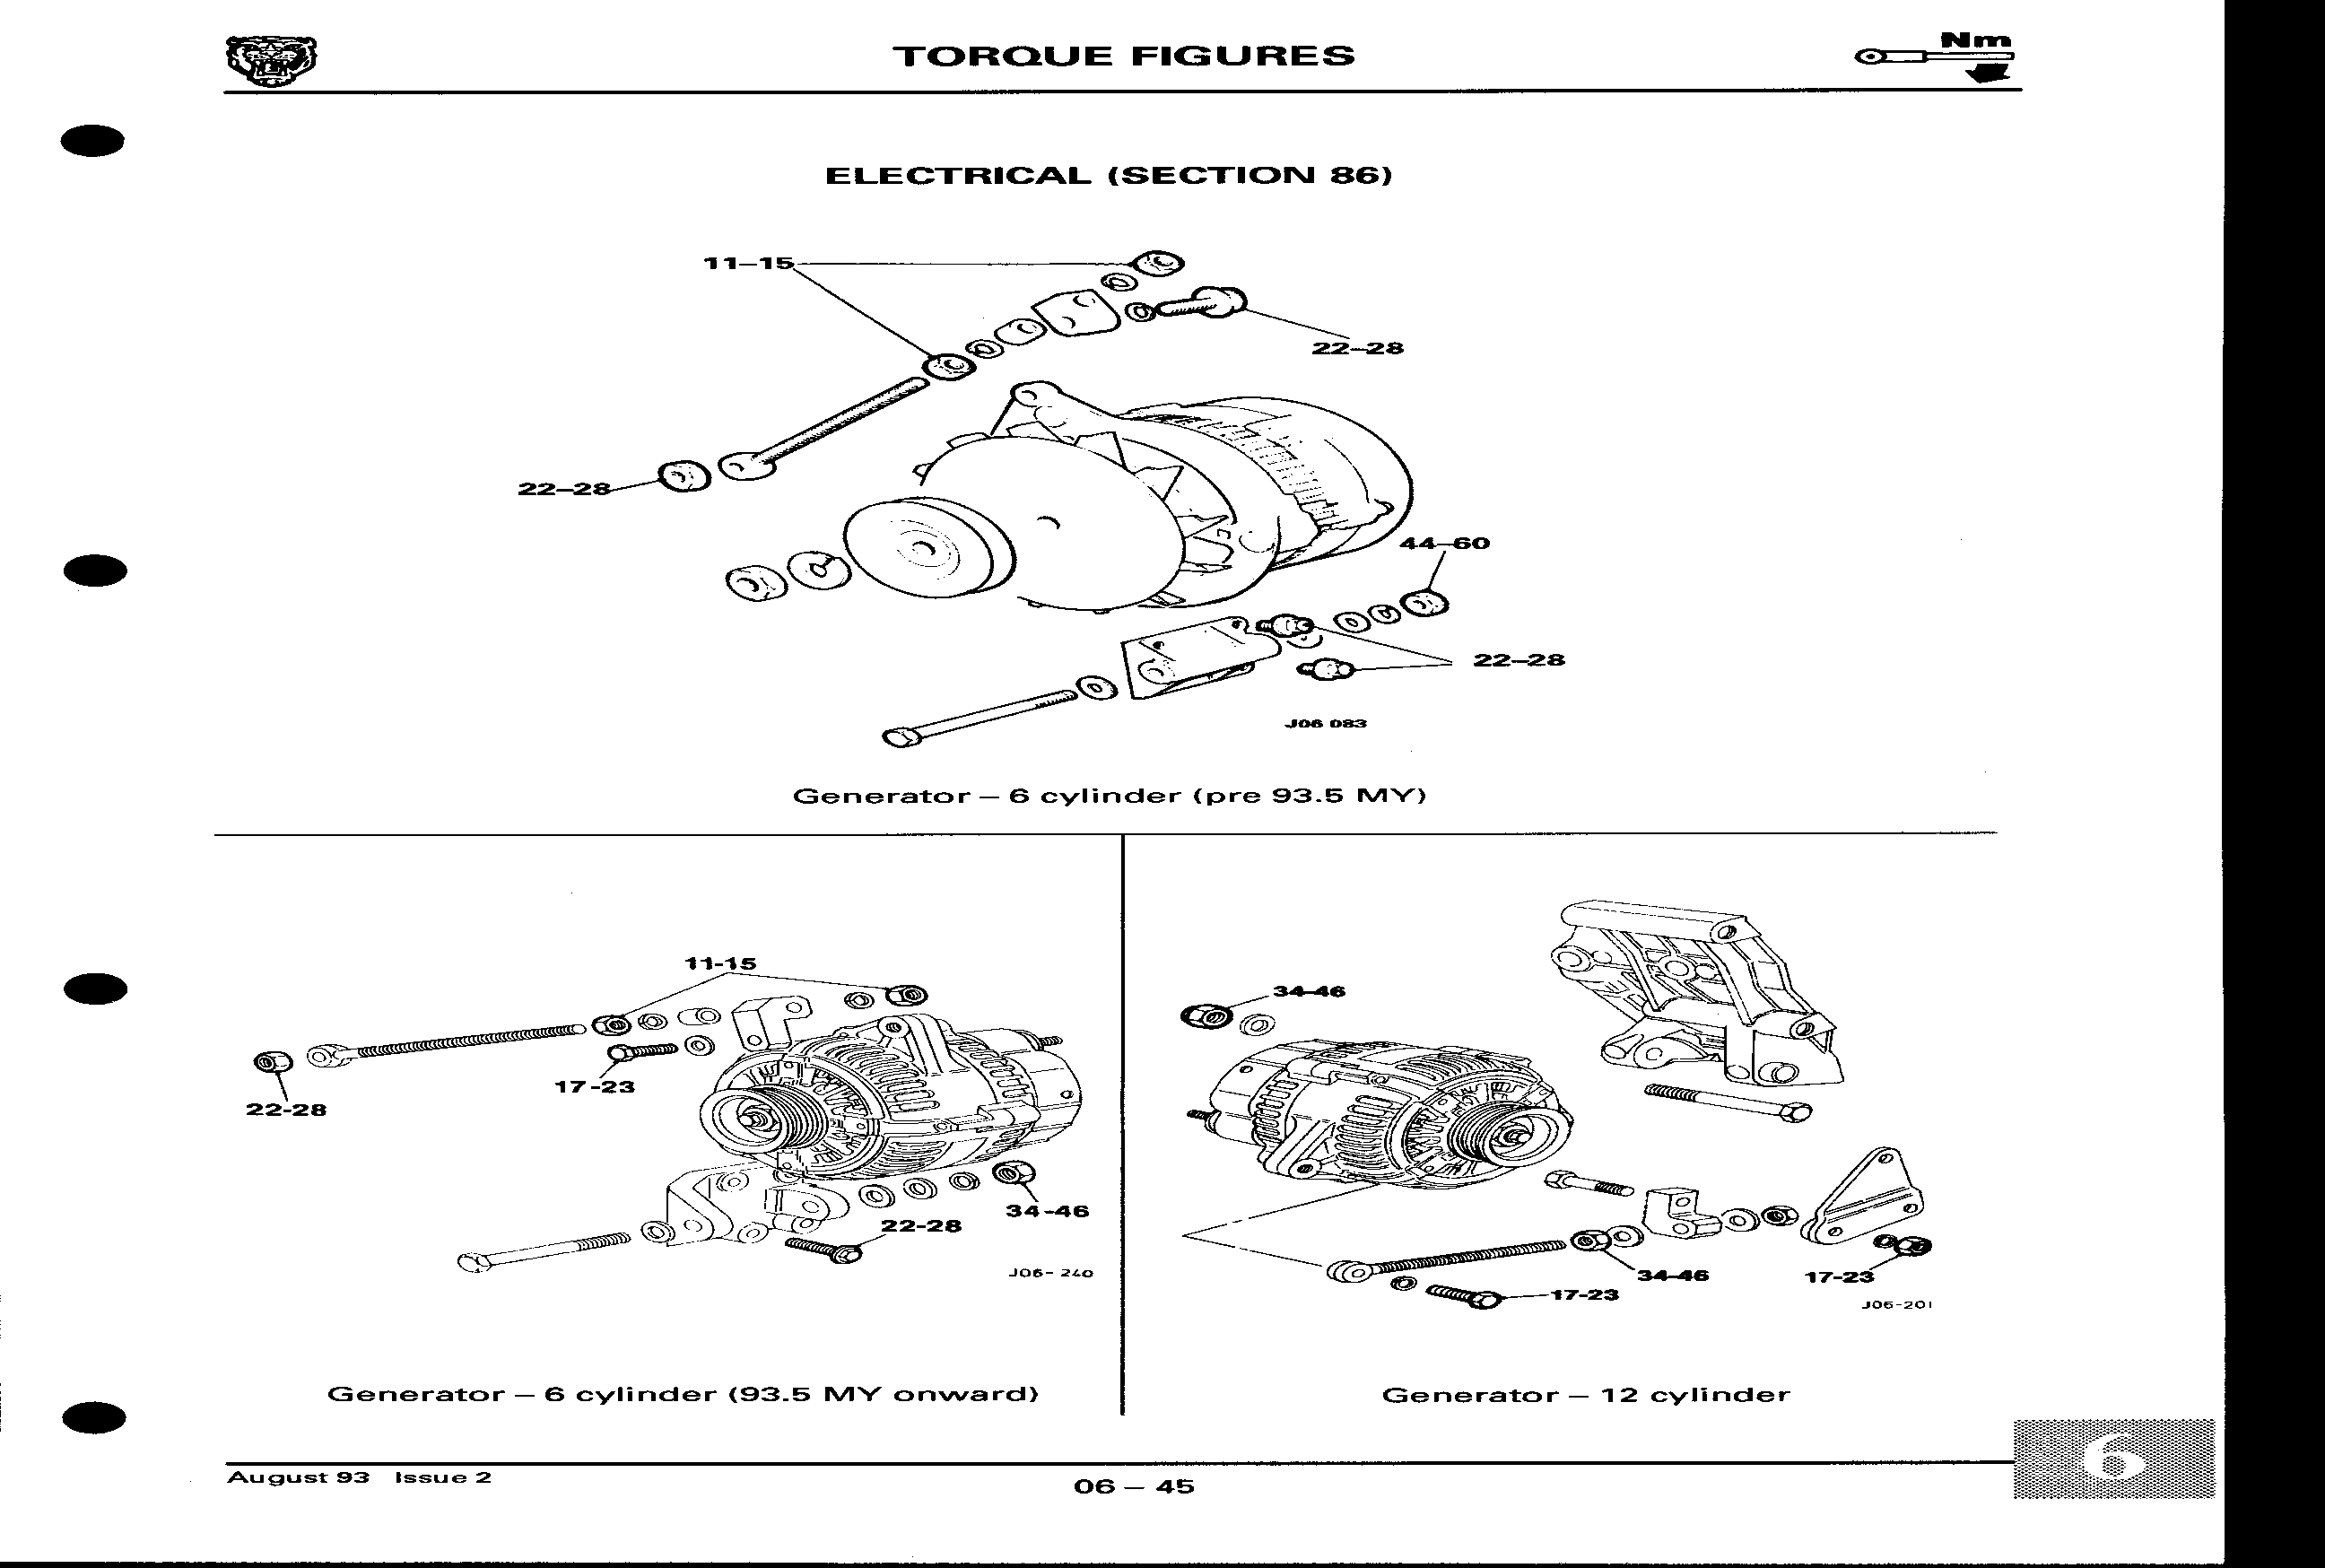 TORQUE FIGURES
Nm
ELECTRICAL (SECTION 86)
11–15
22–28
22–28
44–60
22–28
J06 083
Generator – 6 cylinder (pre 93.5 MY)
11-15
17-23
22-28
34-46
22-28
J06-240
Generator – 6 cylinder (93.5 MY onward)
34-46
34-46
17-23
17-23
J06-201
Generator – 12 cylinder
August 93 Issue 2
06 – 45
6